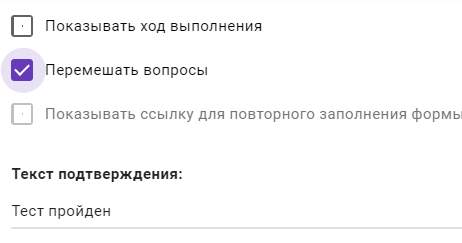 Показывать ход выполнения
Перемешать вопросы
Показывать ссылку для повторного заполнения формы
Текст подтверждения:
Тест пройден